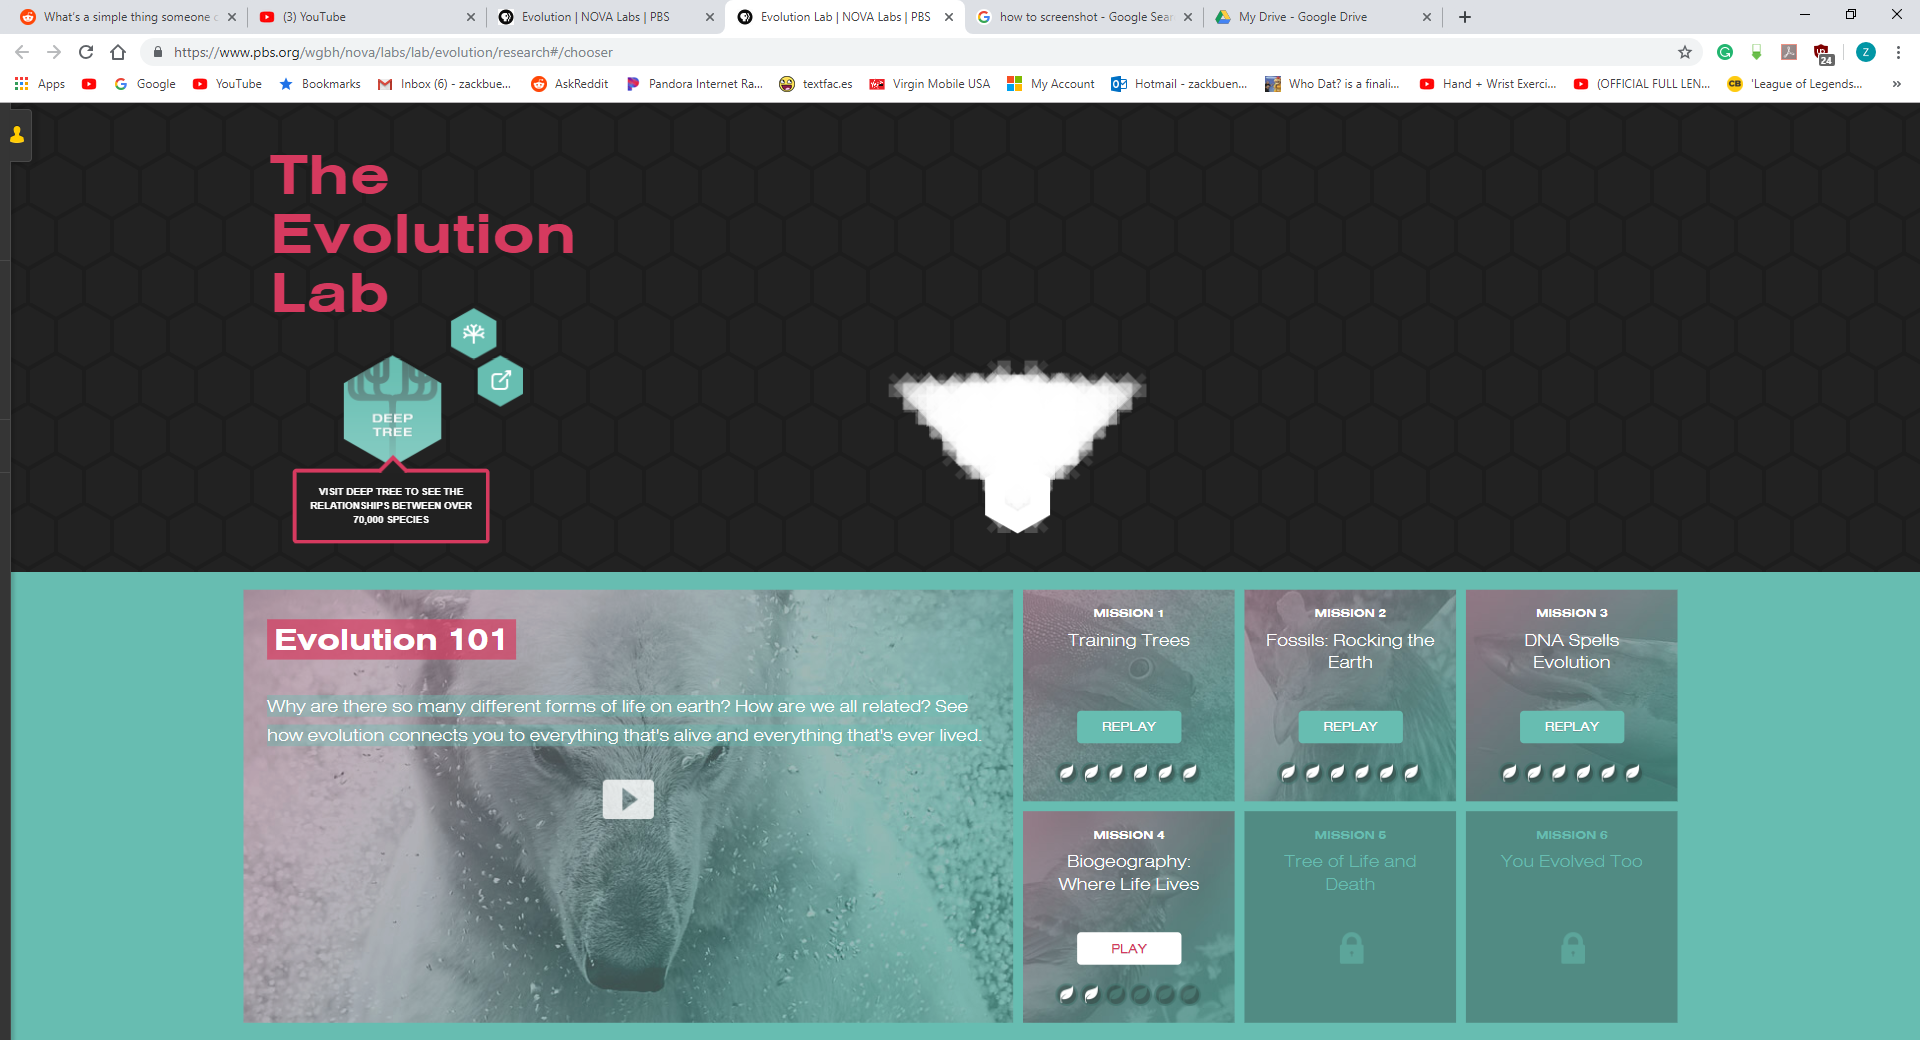 What's a simple thing someone c
(3) YouTube
Evolution | NOVA Labs | PBS
Evolution Lab | NOVA Labs | PBS
how to screenshot - Google Sear
My Drive - Google Drive
https://www.pbs.org/wgbh/nova/labs/lab/evolution/research#/chooser
24
Z
Apps
Google
YouTube
Bookmarks
Inbox (6) - zackbue...
AskReddit
Pandora Internet Ra...
textfac.es
Virgin Mobile USA
My Account
Hotmail - zackbuen...
Who Dat? is a finali...
Hand + Wrist Exerci...
(OFFICIAL FULL LEN...
CB
'League of Legends...
»
The
Evolution
Lab
DEEP
TREE
VISIT DEEP TREE TO SEE THE
RELATIONSHIPS BETWEEN OVER
70,000 SPECIES
Evolution 101
Why are there so many different forms of life on earth? How are we all related? See
how evolution connects you to everything that's alive and everything that's ever lived.
MISSION 1
Training Trees
REPLAY
MISSION 2
Fossils: Rocking the
Earth
REPLAY
MISSION 3
DNA Spells
Evolution
REPLAY
MISSION 4
Biogeography:
Where Life Lives
PLAY
MISSION 5
Tree of Life and
Death
MISSION 6
You Evolved Too